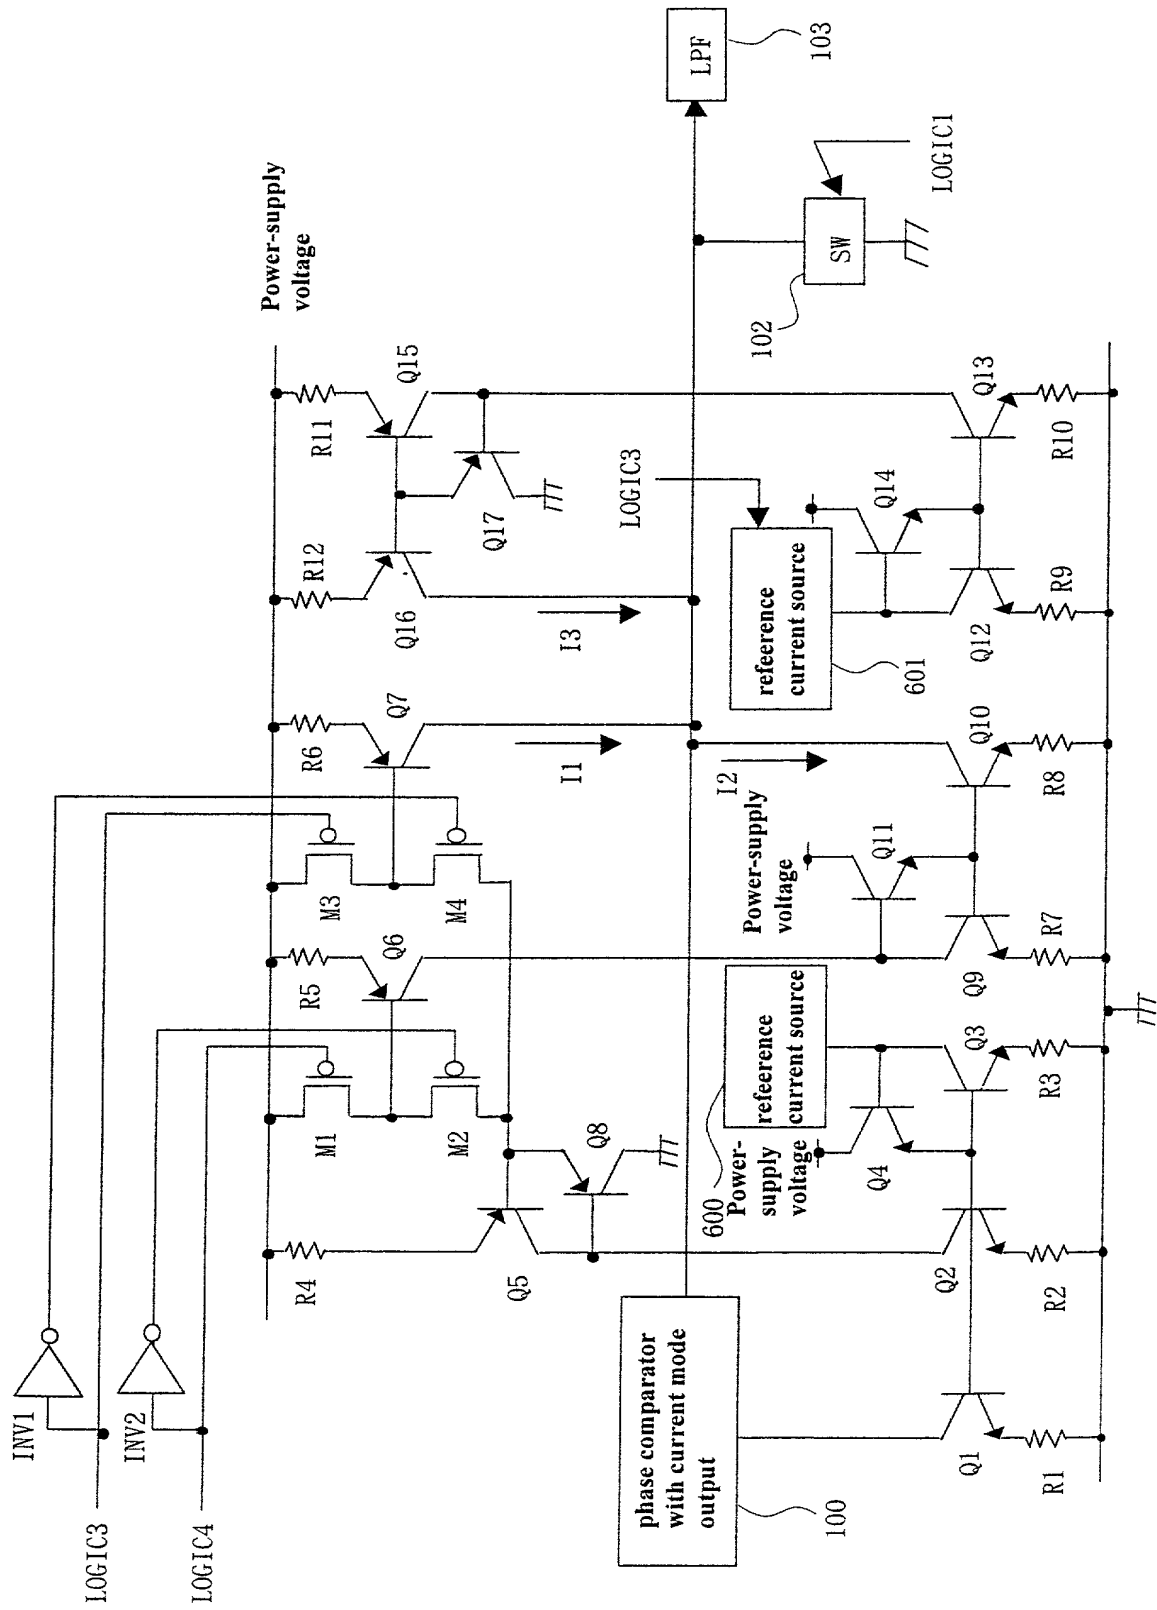 INV1
LOGIC3
INV2
LOGIC4
Power-supply
voltage
R4
M1
R5
M3
R6
R12
R11
M2
Q6
M4
Q7
Q16
Q15
Q5
Q8
I1
I3
Q17
LOGIC3
LPF
103
phase comparator
with current mode
output
100
600
Power-
supply
voltage
refeerence
current source
Power-supply
voltage
I2
refeerence
current source
601
SW
102
LOGIC1
Q4
Q11
Q14
Q1
Q2
Q3
Q9
Q10
Q12
Q13
R1
R2
R3
R7
R8
R9
R10